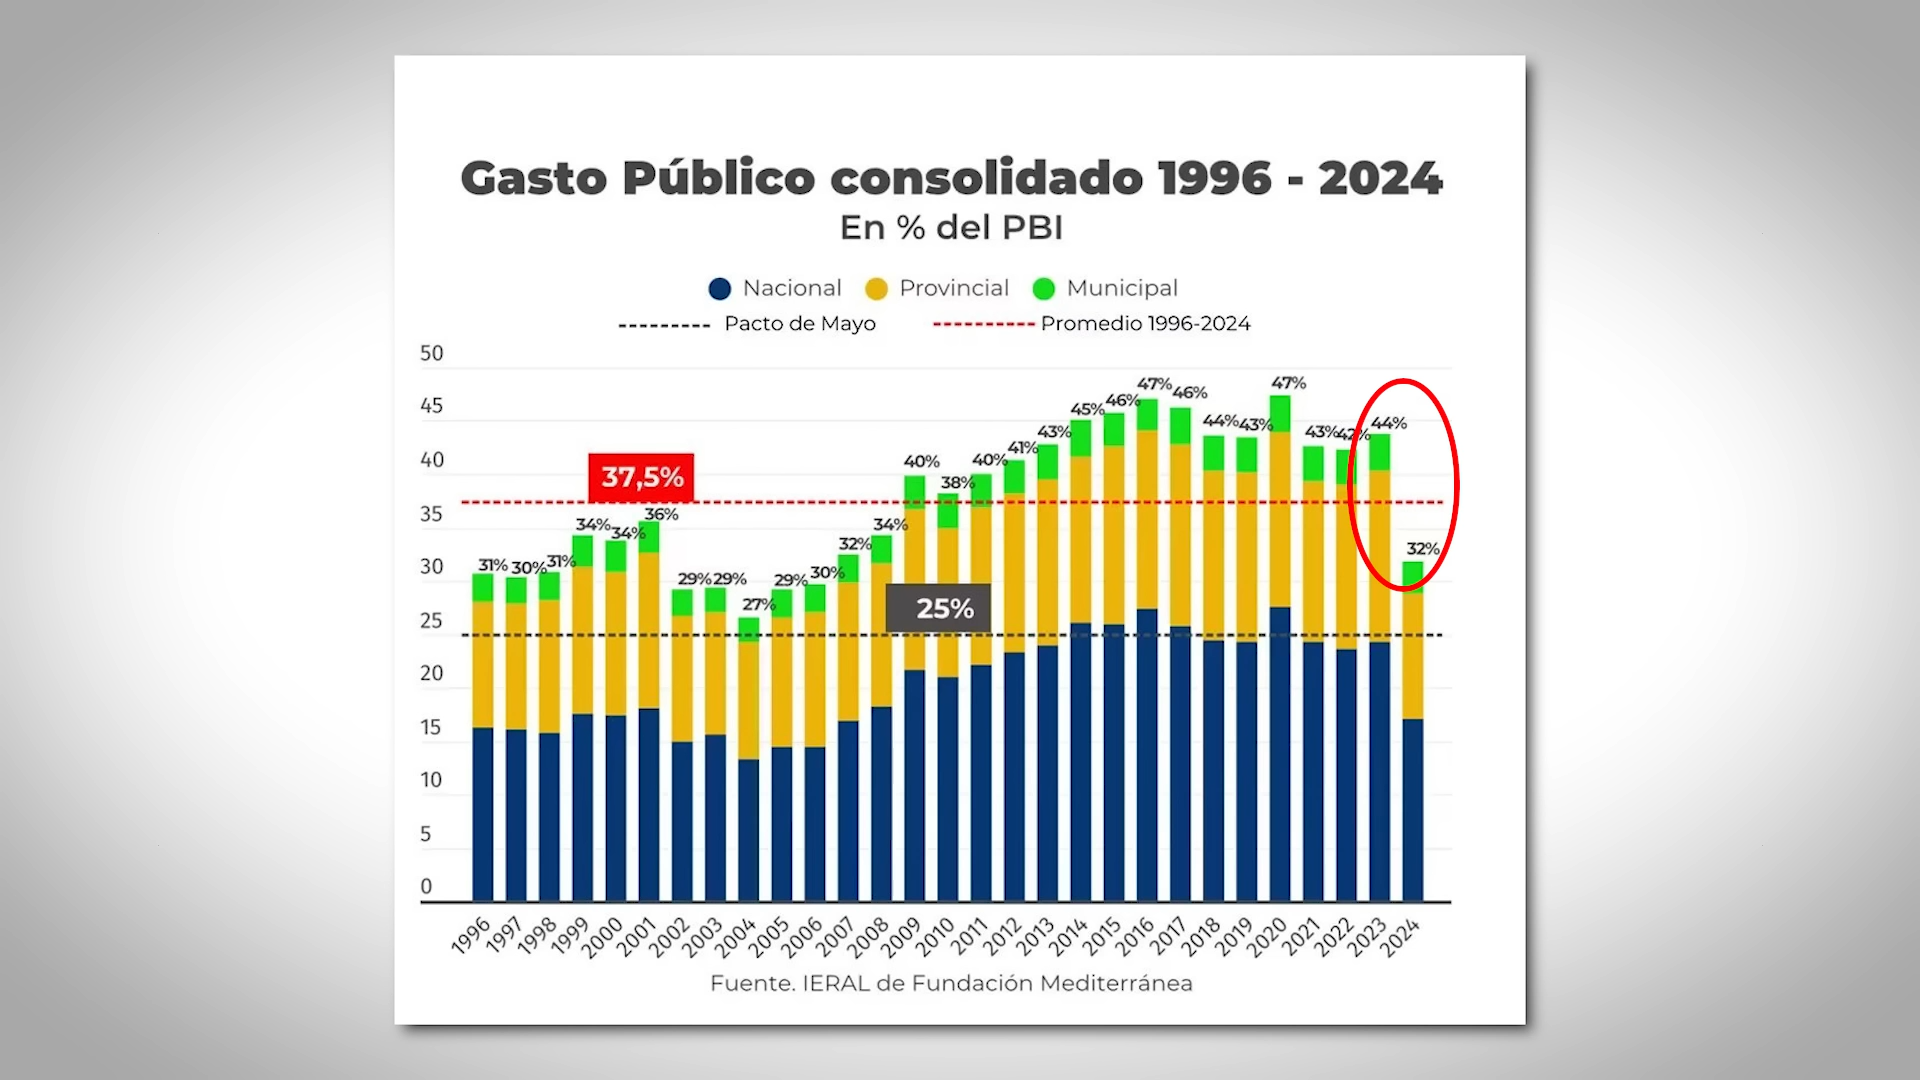 Gasto Público consolidado 1996 - 2024
En % del PBI
Nacional Provincial Municipal
Pacto de Mayo Promedio 1996-2024
50
45
40
35
30
25
20
15
10
5
0
37,5%
25%
31% 30% 31% 34% 34% 36% 29% 29% 27% 29% 30% 32% 34% 40% 38% 40% 41% 43% 45% 46% 47% 46% 44% 43% 47% 43% 42% 44% 32%
1996 1997 1998 1999 2000 2001 2002 2003 2004 2005 2006 2007 2008 2009 2010 2011 2012 2013 2014 2015 2016 2017 2018 2019 2020 2021 2022 2023 2024
Fuente. IERAL de Fundación Mediterránea